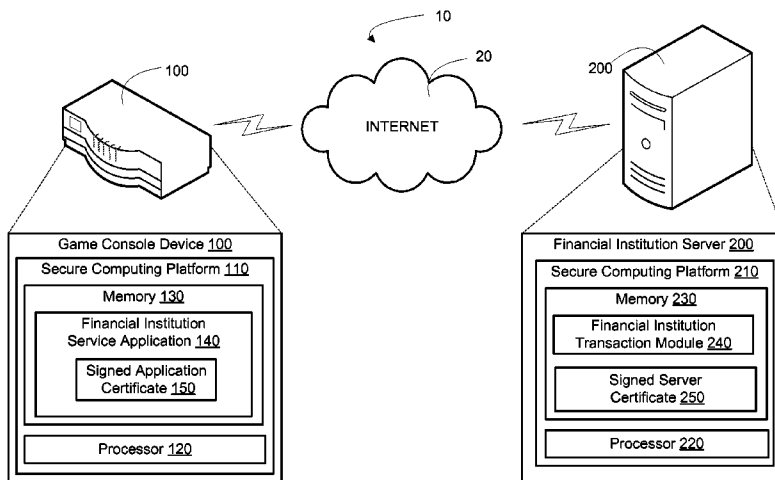 10
100
20
200
INTERNET
Game Console Device 100
Secure Computing Platform 110
Memory 130
Financial Institution
Service Application 140
Signed Application
Certificate 150
Processor 120
Financial Institution Server 200
Secure Computing Platform 210
Memory 230
Financial Institution
Transaction Module 240
Signed Server
Certificate 250
Processor 220